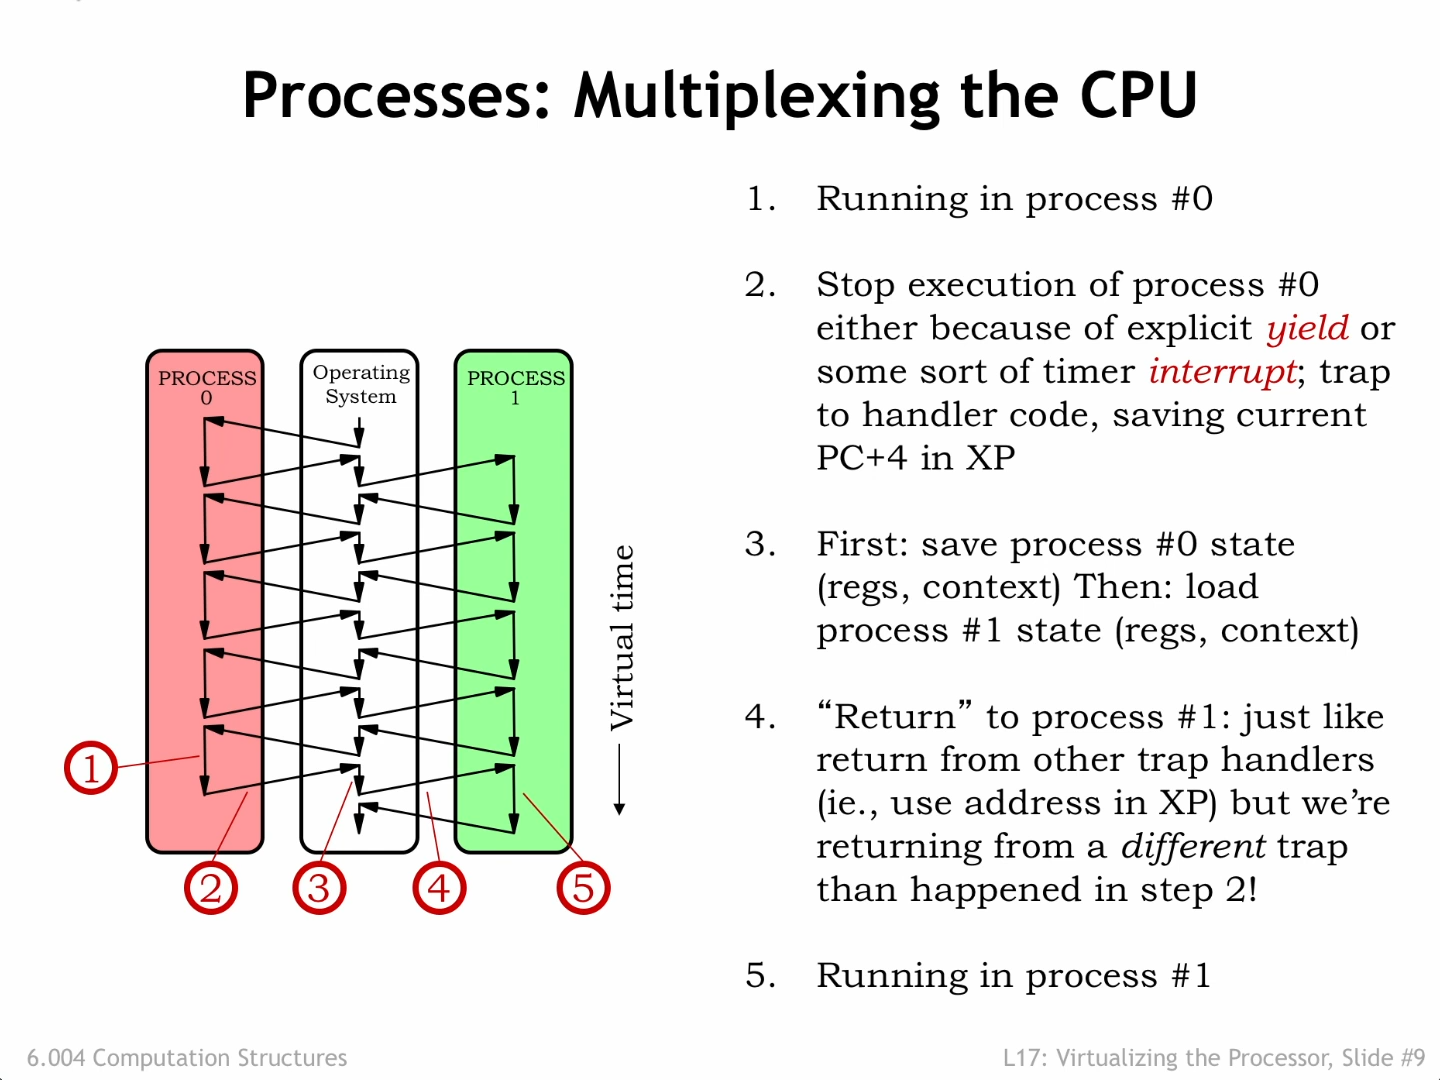 Processes: Multiplexing the CPU
1. Running in process #0
2. Stop execution of process #0
either because of explicit yield or
some sort of timer interrupt; trap
to handler code, saving current
PC+4 in XP
3. First: save process #0 state
(regs, context) Then: load
process #1 state (regs, context)
4. “Return” to process #1: just like
return from other trap handlers
(ie., use address in XP) but we’re
returning from a different trap
than happened in step 2!
5. Running in process #1
PROCESS
0
Operating
System
PROCESS
1
Virtual time
1
2
3
4
5
6.004 Computation Structures
L17: Virtualizing the Processor, Slide #9